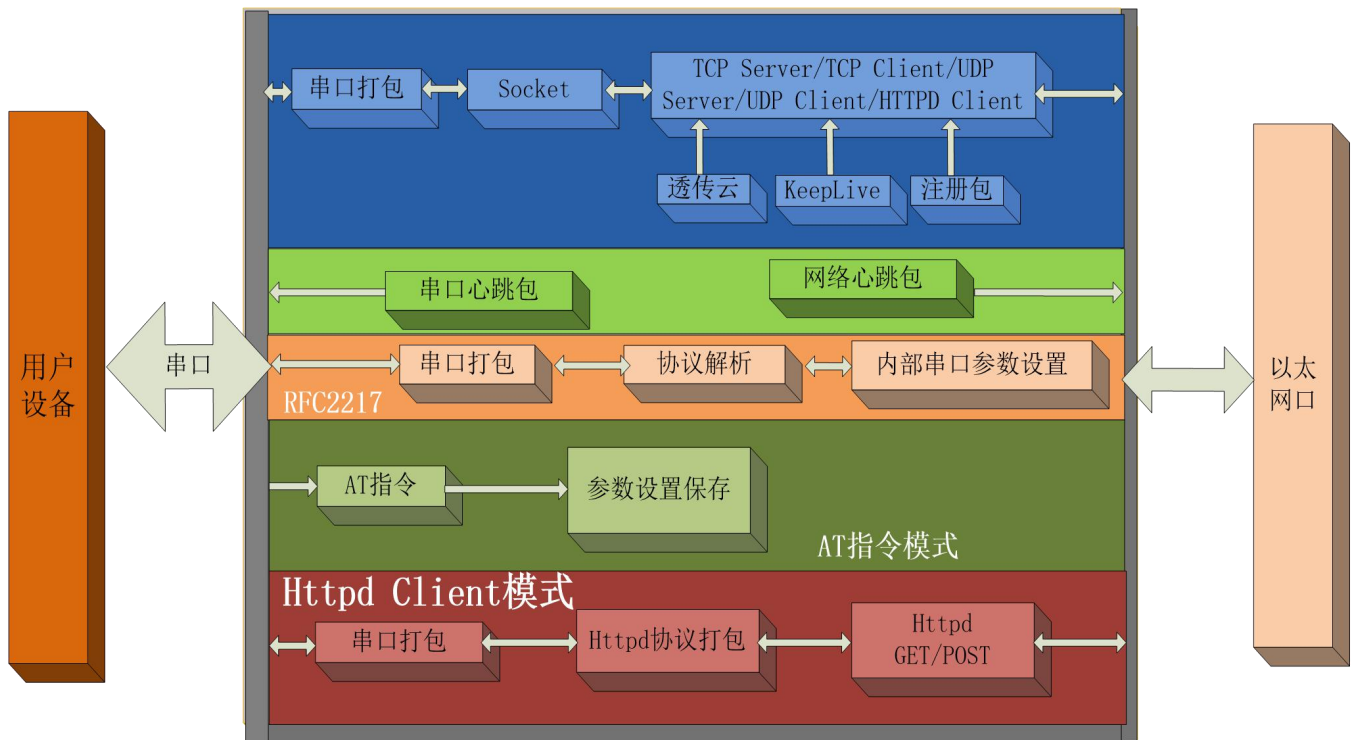 串口打包
Socket
TCP Server/TCP Client/UDP
Server/UDP Client/HTTPD Client
透传云
KeepLive
注册包
串口心跳包
网络心跳包
用户
设备
串口
串口打包
协议解析
内部串口参数设置
RFC2217
以太
网口
AT指令
参数设置保存
AT指令模式
Httpd Client模式
串口打包
Httpd协议打包
Httpd
GET/POST